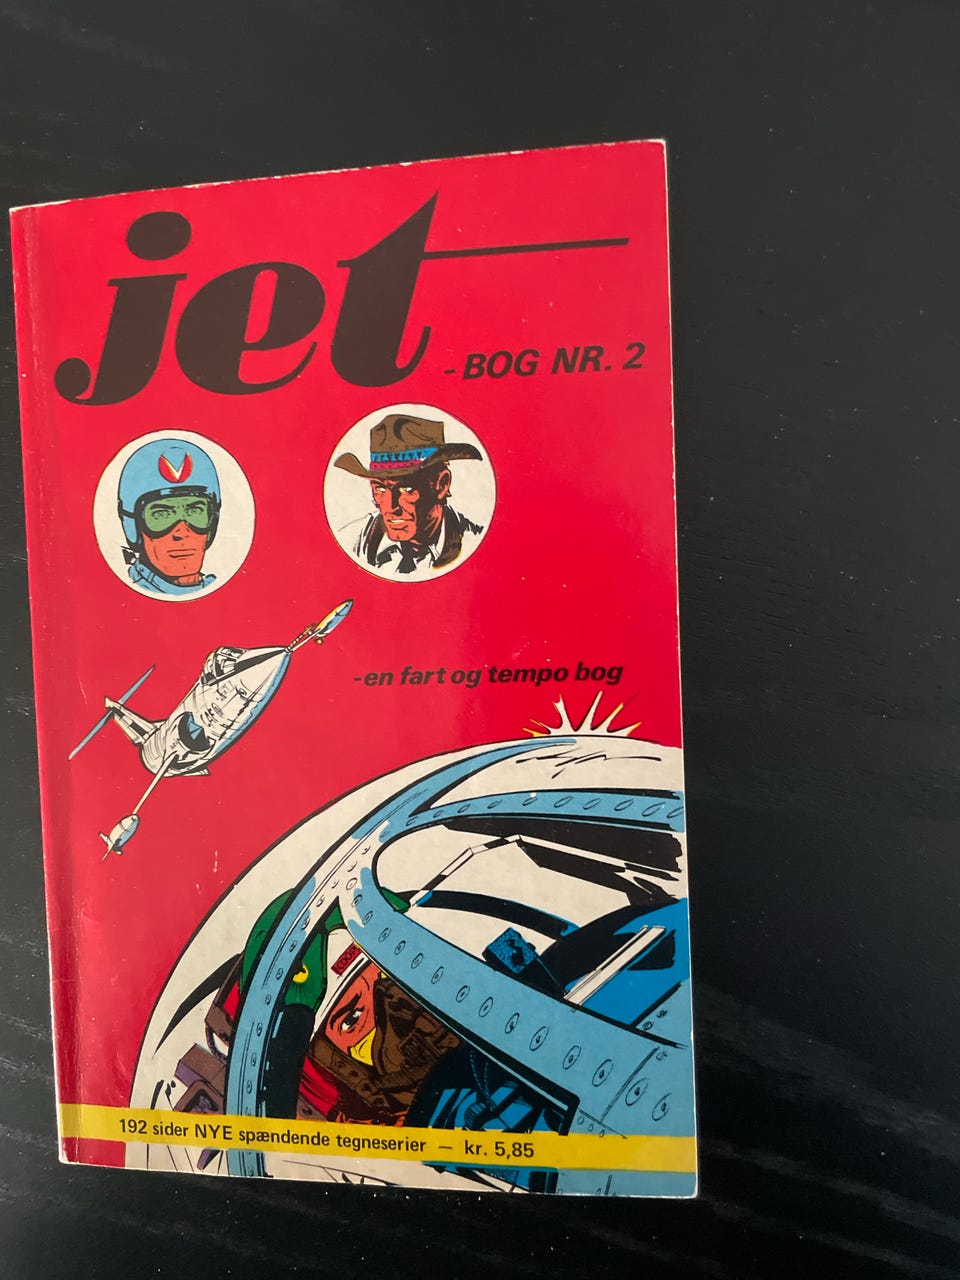 jet
-BOG NR. 2
-en fart og tempo bog
192 sider NYE spændende tegneserier — kr. 5,85